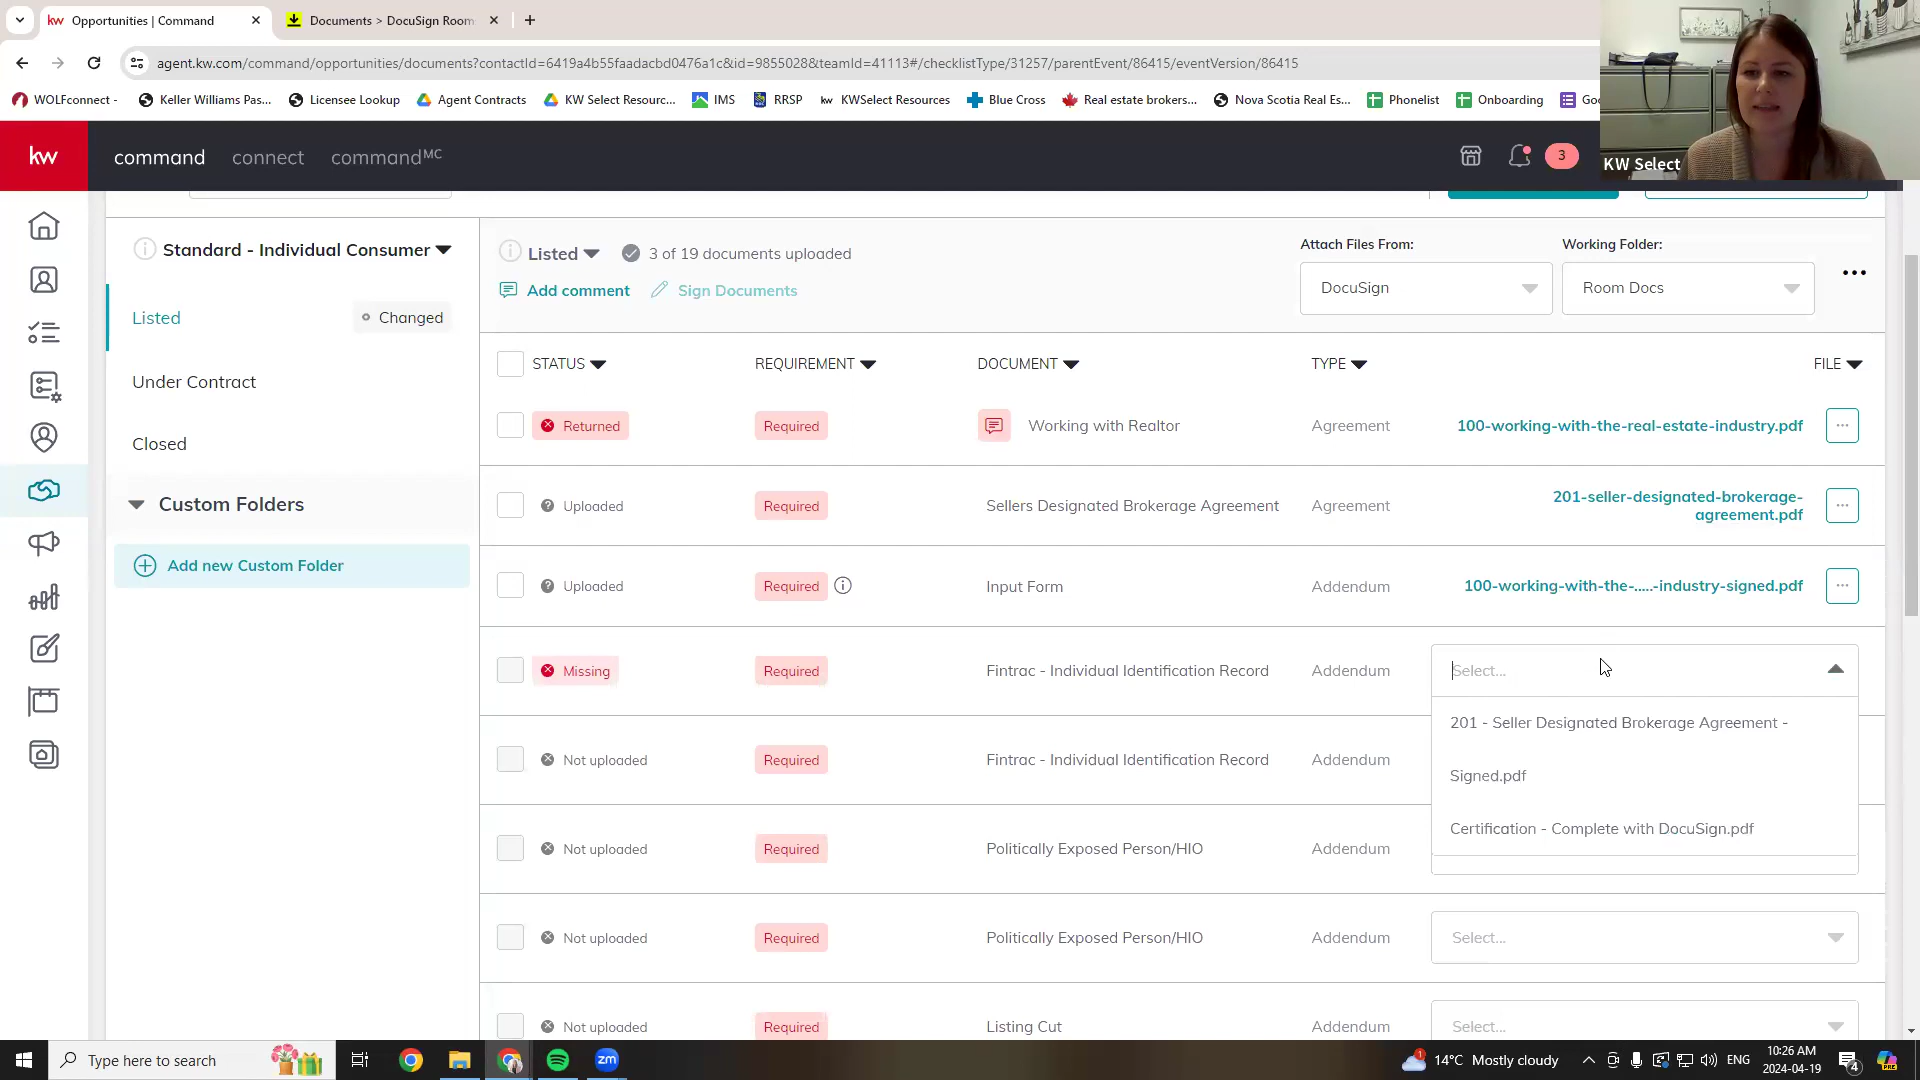 Opportunities | Command
Documents > DocuSign Room
agent.kw.com/command/opportunities/documents?contactId=6419a4b55faadacbd0476a1c&id=9855028&teamId=41113#/checklistType/31257/parentEvent/86415/eventVersion/86415
WOLFconnect - Keller Williams Pas... Licensee Lookup Agent Contracts KW Select Resourc... IMS RRSP KWSelect Resources Blue Cross Real estate brokers... Nova Scotia Real Es... Phonelist Onboarding Goo
KW Select
kw command connect commandMC 3
Standard - Individual Consumer
Listed Changed
Under Contract
Closed
Custom Folders
Add new Custom Folder
Listed 3 of 19 documents uploaded
Add comment Sign Documents
Attach Files From: Working Folder:
DocuSign Room Docs
STATUS REQUIREMENT DOCUMENT TYPE FILE
Returned Required Working with Realtor Agreement 100-working-with-the-real-estate-industry.pdf
Uploaded Required Sellers Designated Brokerage Agreement Agreement 201-seller-designated-brokerage-
agreement.pdf
Uploaded Required Input Form Addendum 100-working-with-the-.....-industry-signed.pdf
Missing Required Fintrac - Individual Identification Record Addendum Select...
201 - Seller Designated Brokerage Agreement -
Signed.pdf
Certification - Complete with DocuSign.pdf
Not uploaded Required Fintrac - Individual Identification Record Addendum
Not uploaded Required Politically Exposed Person/HIO Addendum
Not uploaded Required Politically Exposed Person/HIO Addendum Select...
Not uploaded Required Listing Cut Addendum Select...
Type here to search
zm
14°C Mostly cloudy
ENG
10:26 AM
2024-04-19
4